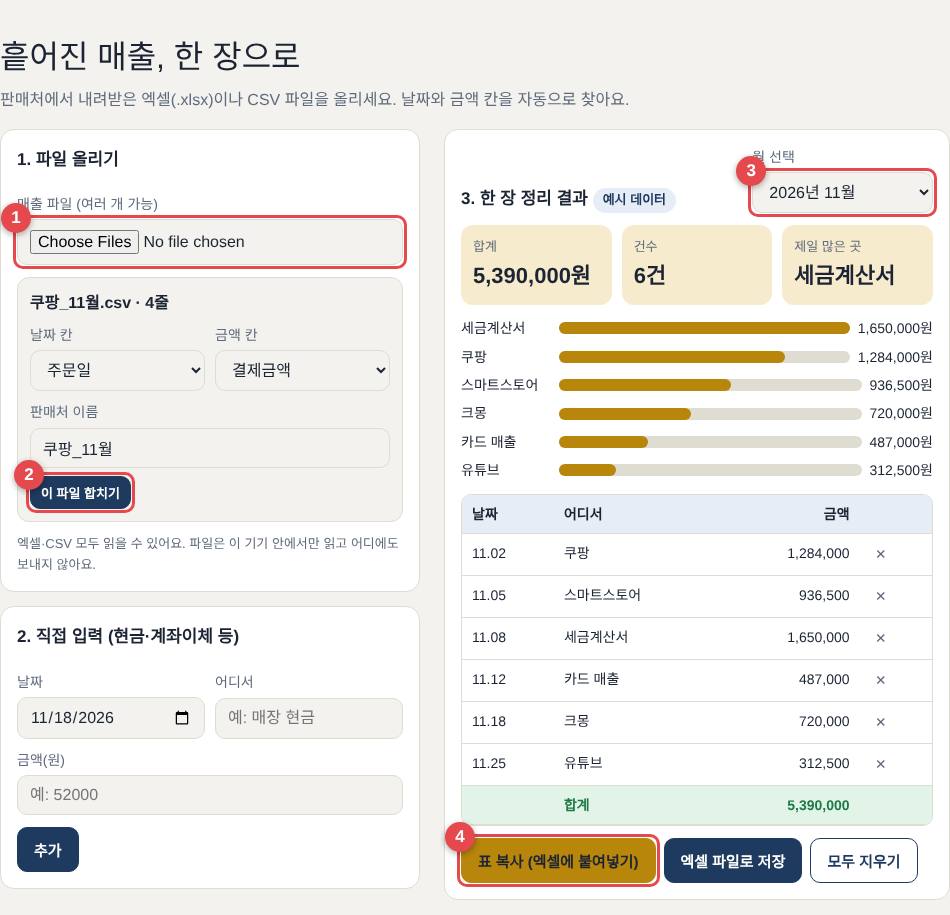 흩어진 매출, 한 장으로
판매처에서 내려받은 엑셀(.xlsx)이나 CSV 파일을 올리세요. 날짜와 금액 칸을 자동으로 찾아요.
1. 파일 올리기
매출 파일 (여러 개 가능)
1
Choose Files No file chosen
쿠팡_11월.csv · 4줄
날짜 칸 금액 칸
주문일 결제금액
판매처 이름
쿠팡_11월
2
이 파일 합치기
엑셀·CSV 모두 읽을 수 있어요. 파일은 이 기기 안에서만 읽고 어디에도
보내지 않아요.
2. 직접 입력 (현금·계좌이체 등)
날짜 어디서
11/18/2026 예: 매장 현금
금액(원)
예: 52000
추가
월 선택
3
3. 한 장 정리 결과 예시 데이터 2026년 11월
합계 건수 제일 많은 곳
5,390,000원 6건 세금계산서
세금계산서 1,650,000원
쿠팡 1,284,000원
스마트스토어 936,500원
크몽 720,000원
카드 매출 487,000원
유튜브 312,500원
날짜 어디서 금액
11.02 쿠팡 1,284,000 ×
11.05 스마트스토어 936,500 ×
11.08 세금계산서 1,650,000 ×
11.12 카드 매출 487,000 ×
11.18 크몽 720,000 ×
11.25 유튜브 312,500 ×
합계 5,390,000
4
표 복사 (엑셀에 붙여넣기) 엑셀 파일로 저장 모두 지우기